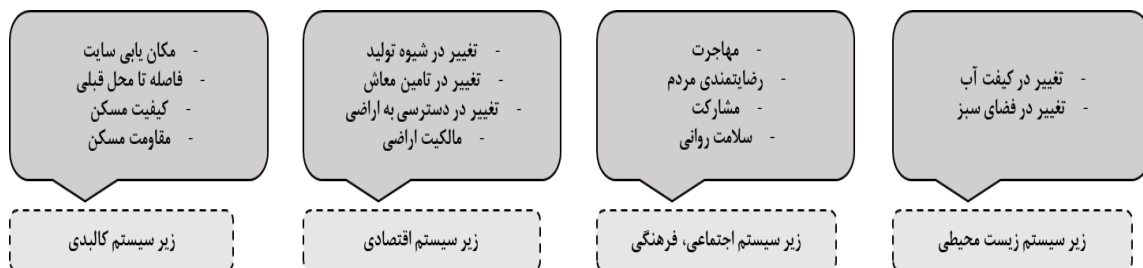 - تغییر در کیفت آب
- تغییر در فضای سبز
زیر سیستم زیست محیطی
- مهاجرت
- رضایتمندی مردم
- مشارکت
- سلامت روانی
زیر سیستم اجتماعی، فرهنگی
- تغییر در شیوه تولید
- تغییر در تامین معاش
- تغییر در دسترسی به اراضی
- مالکیت اراضی
زیر سیستم اقتصادی
- مکان یابی سایت
- فاصله تا محل قبلی
- کیفیت مسکن
- مقاومت مسکن
زیر سیستم کالبدی